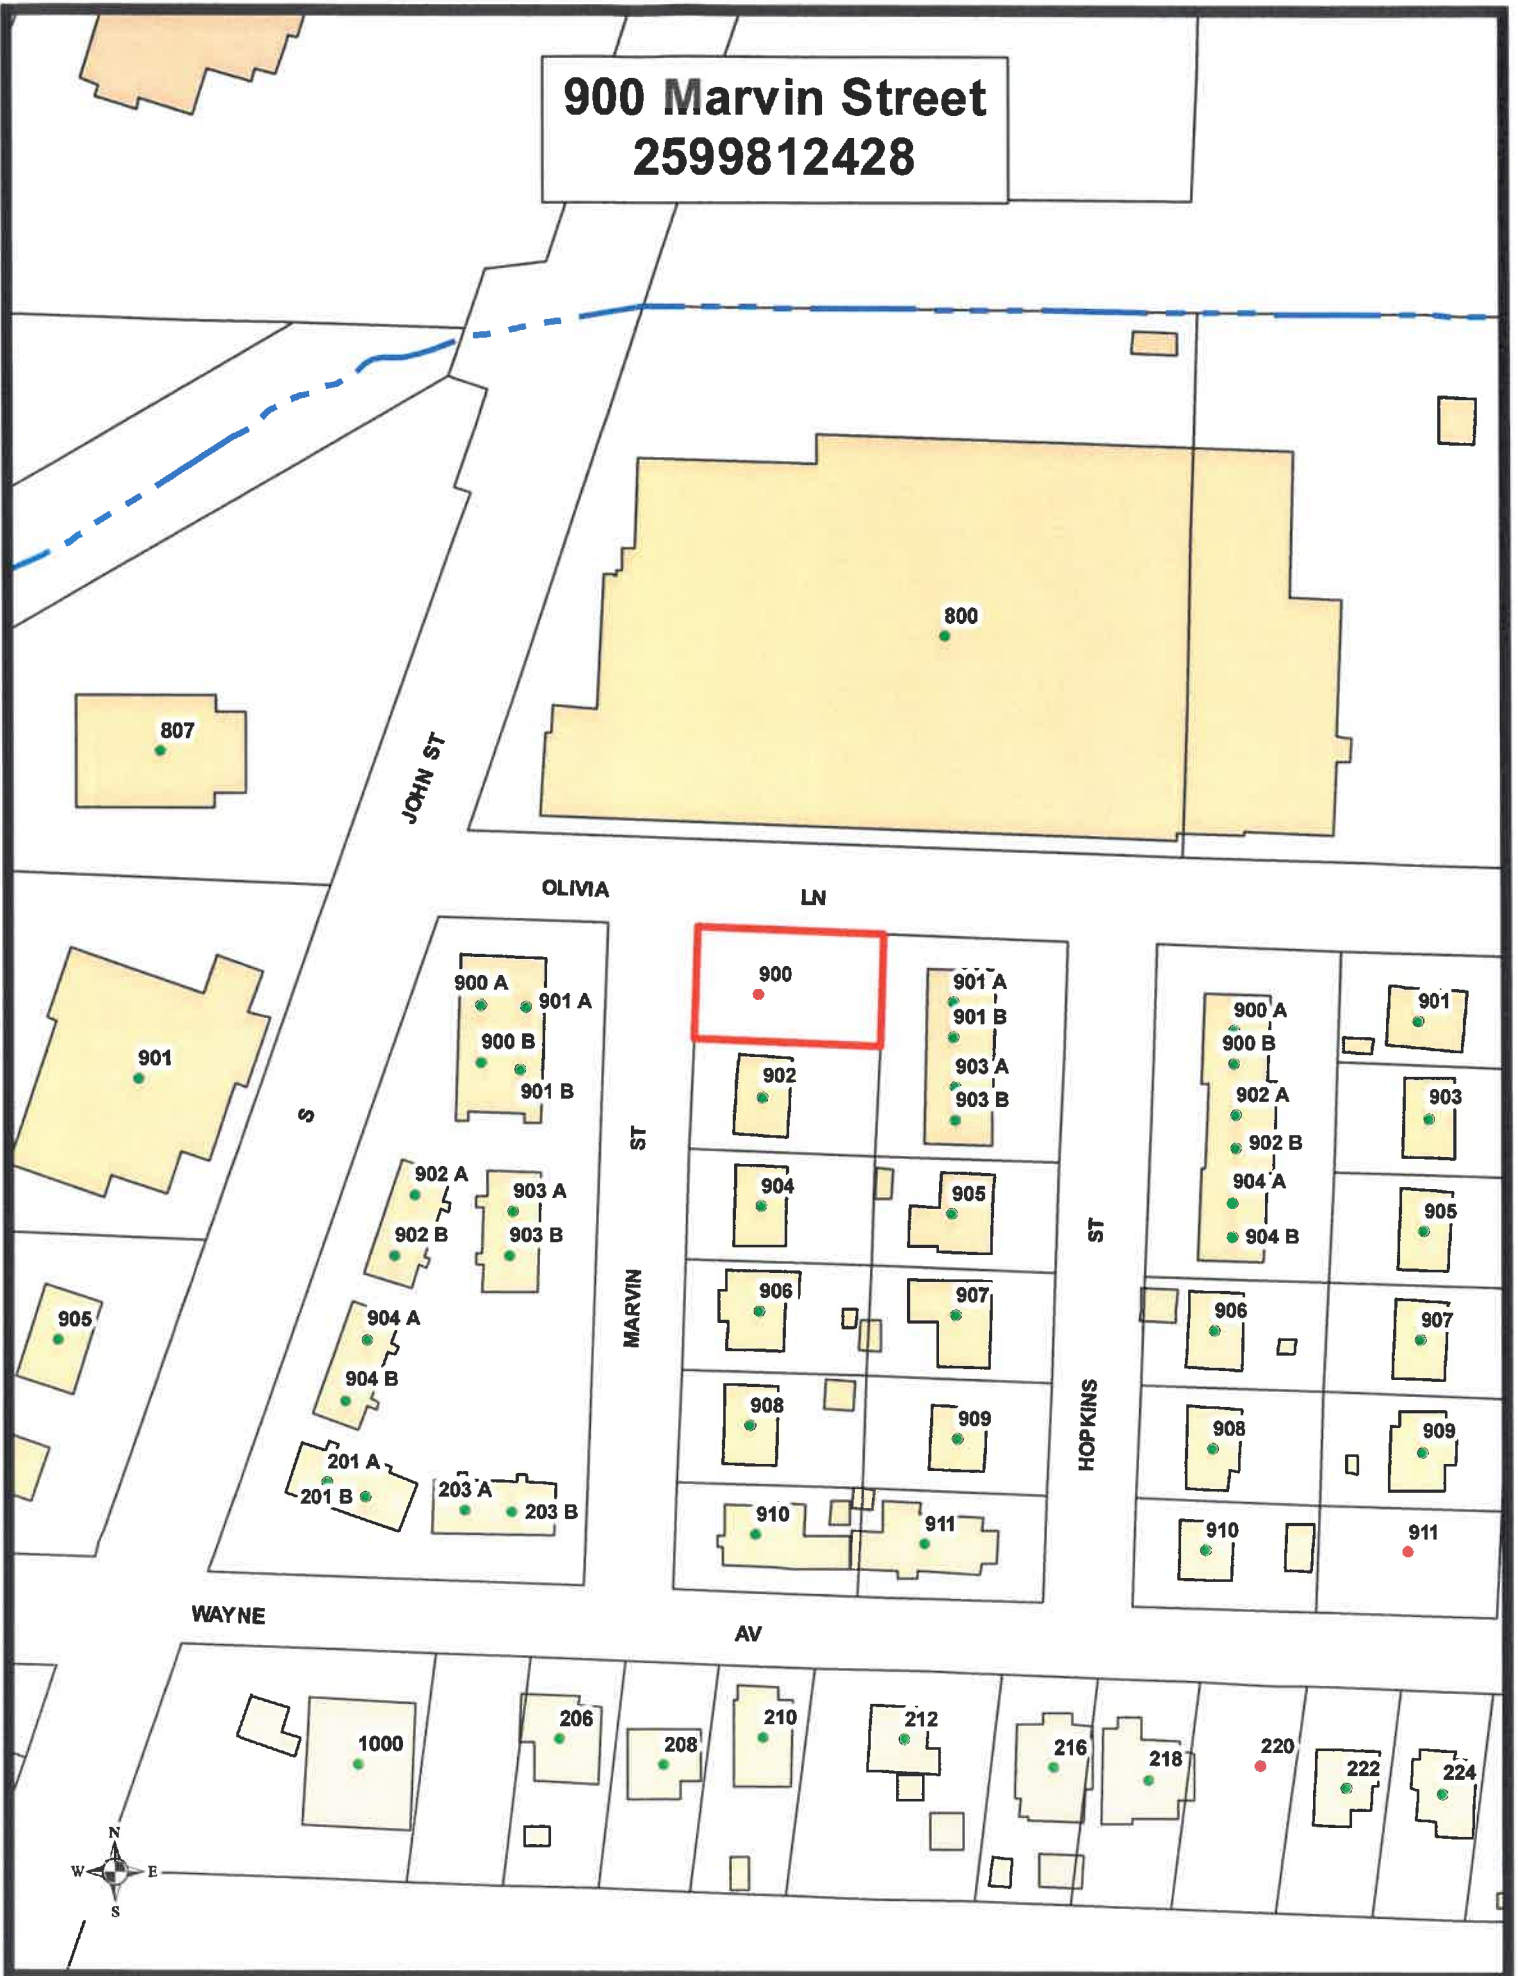 900 Marvin Street
2599812428
800
807
JOHN ST
OLIVIA
LN
900
900 A
901 A
900 B
901 B
901
S
ST
MARVIN
902
901 A
901 B
903 A
903 B
900 A
900 B
902 A
902 B
904 A
904 B
901
903
905
902 A
902 B
903 A
903 B
904
905
ST
HOPKINS
906
907
906
907
905
904 A
904 B
908
909
908
909
201 A
201 B
203 A
203 B
910
911
910
911
WAYNE
AV
1000
206
208
210
212
216
218
220
222
224
N
W
E
S